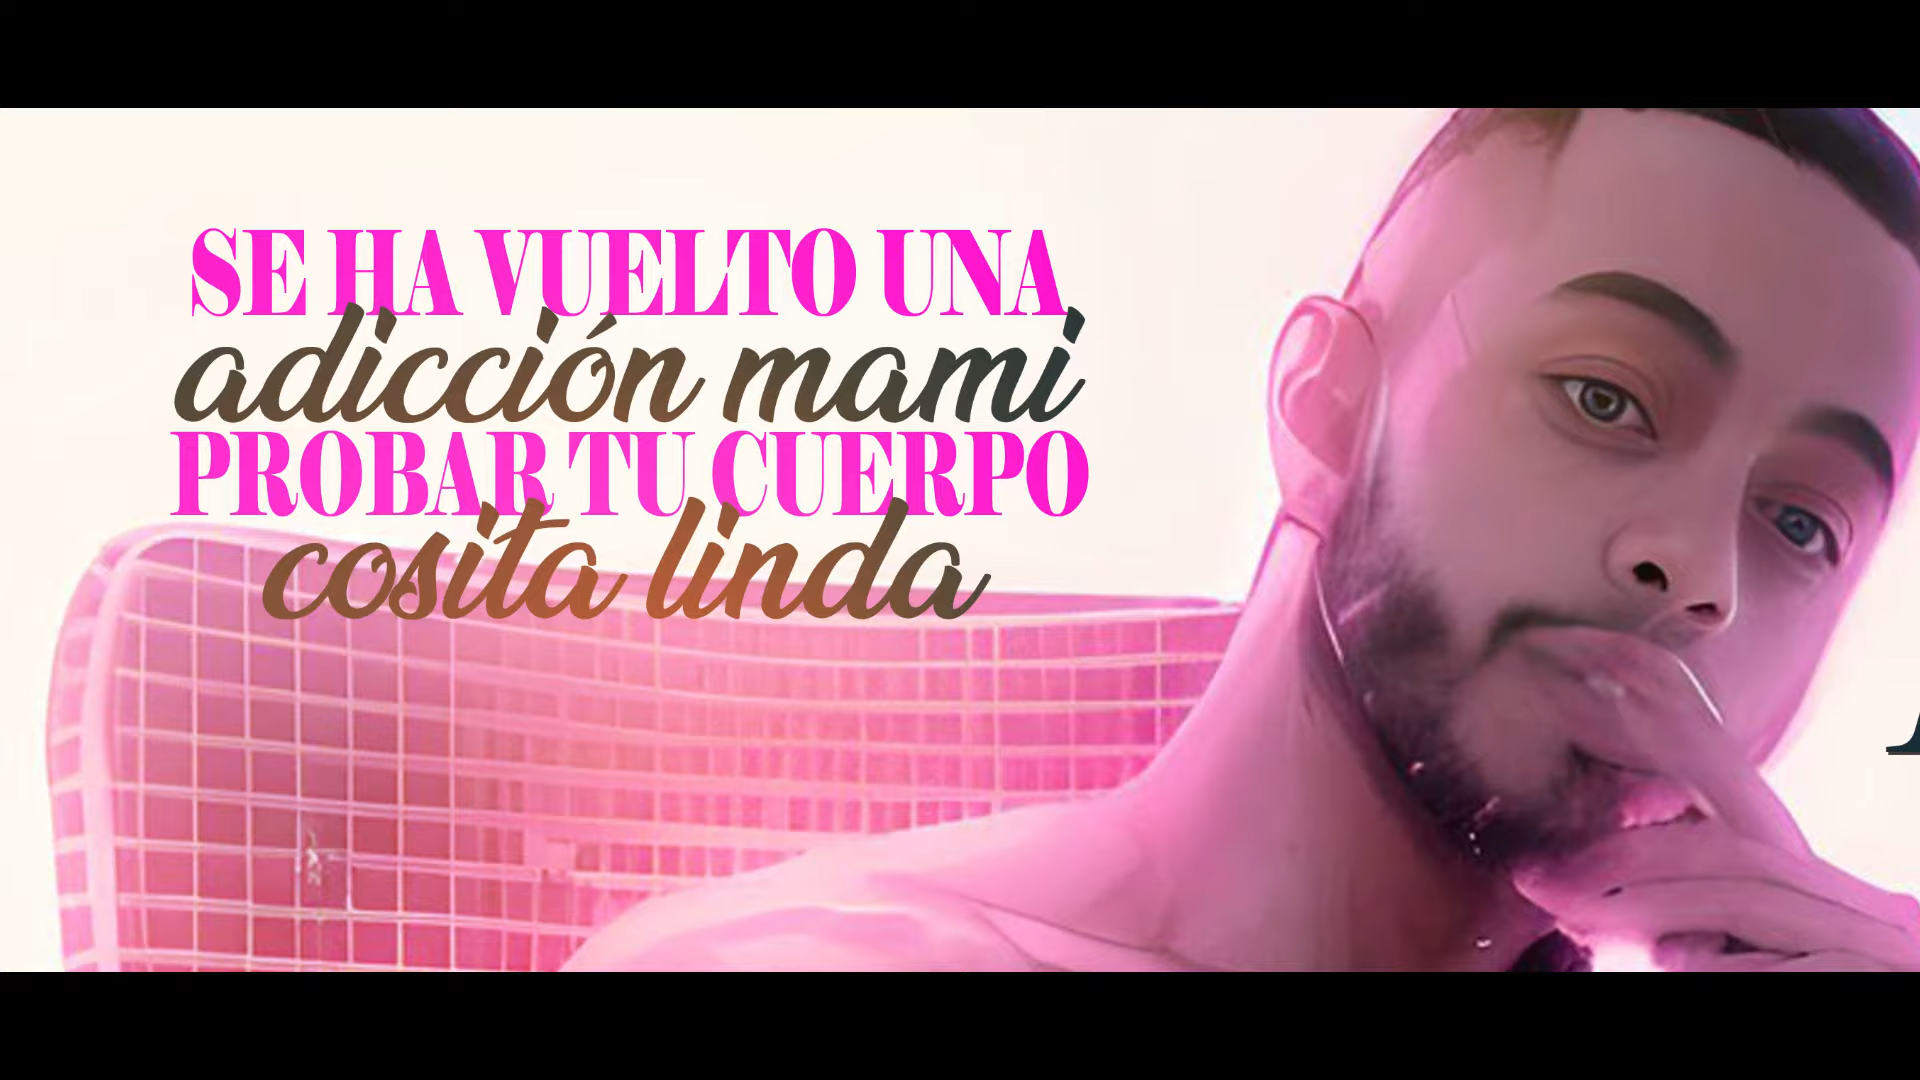 SE HA VUELTO UNA
adicción mami
PROBAR TU CUERPO
cosita linda